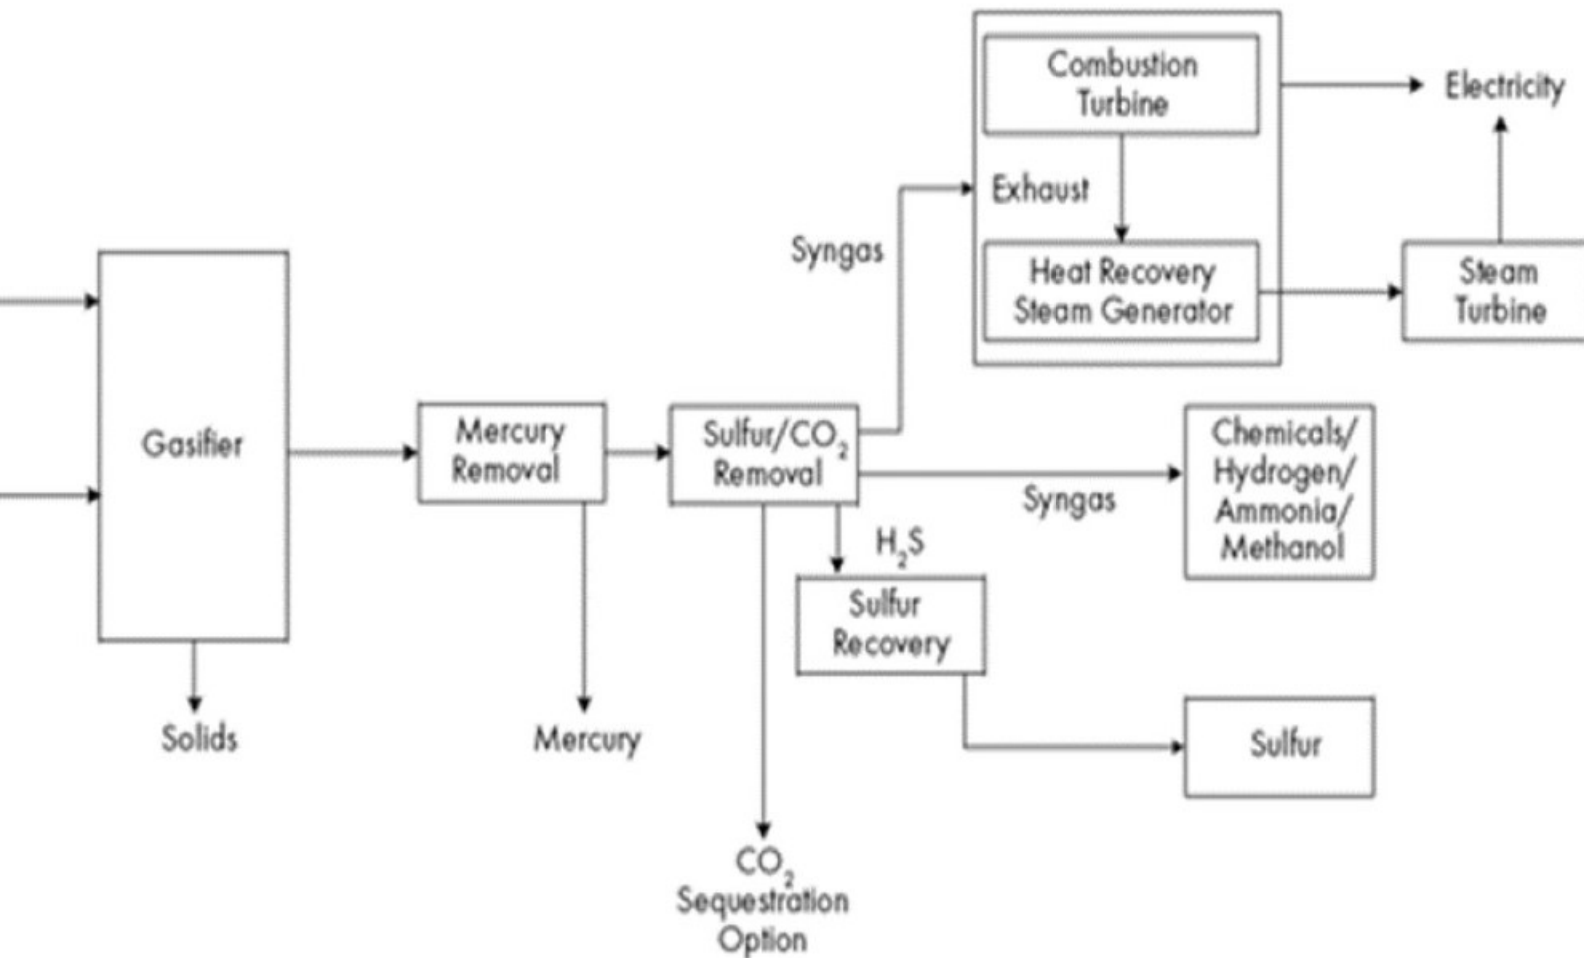 Combustion
Turbine
Electricity
Exhaust
Syngas
Heat Recovery
Steam Generator
Steam
Turbine
Gasifier
Mercury
Removal
Sulfur/CO₂
Removal
Syngas
Chemicals/
Hydrogen/
Ammonia/
Methanol
H₂S
Sulfur
Recovery
Solids
Mercury
Sulfur
CO₂
Sequestration
Option